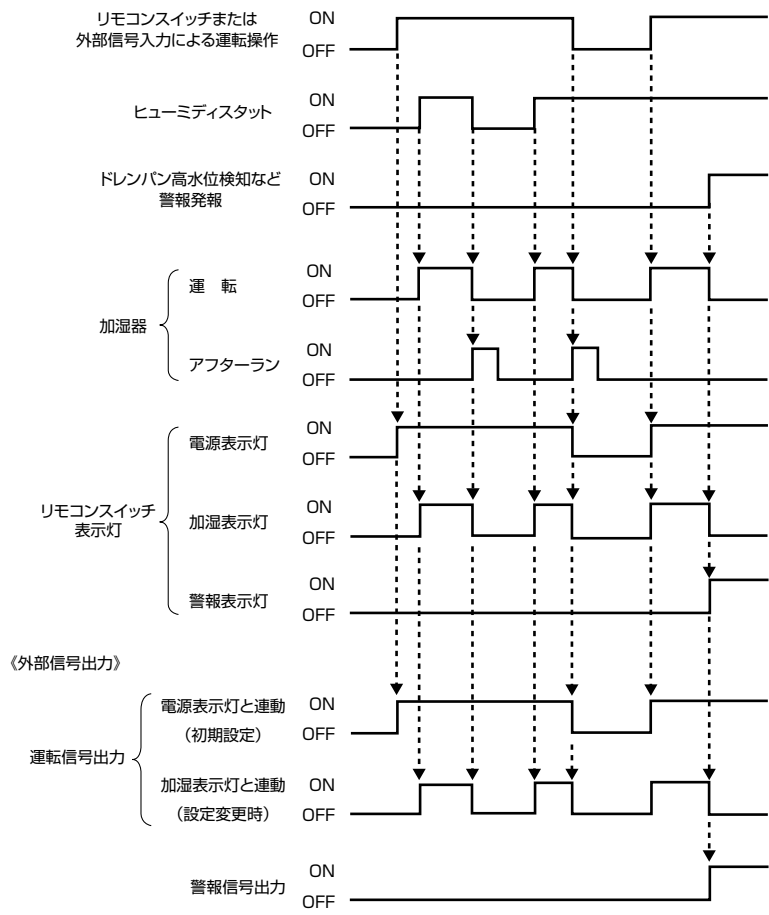 リモコンスイッチまたは
外部信号入力による運転操作
ON
OFF
ヒューミディスタット
ON
OFF
ドレンパン高水位検知など
警報発報
ON
OFF
加湿器
運　転
ON
OFF
アフターラン
ON
OFF
リモコンスイッチ
表示灯
電源表示灯
ON
OFF
加湿表示灯
ON
OFF
警報表示灯
ON
OFF
《外部信号出力》
運転信号出力
電源表示灯と連動
（初期設定）
ON
OFF
加湿表示灯と連動
（設定変更時）
ON
OFF
警報信号出力
ON
OFF